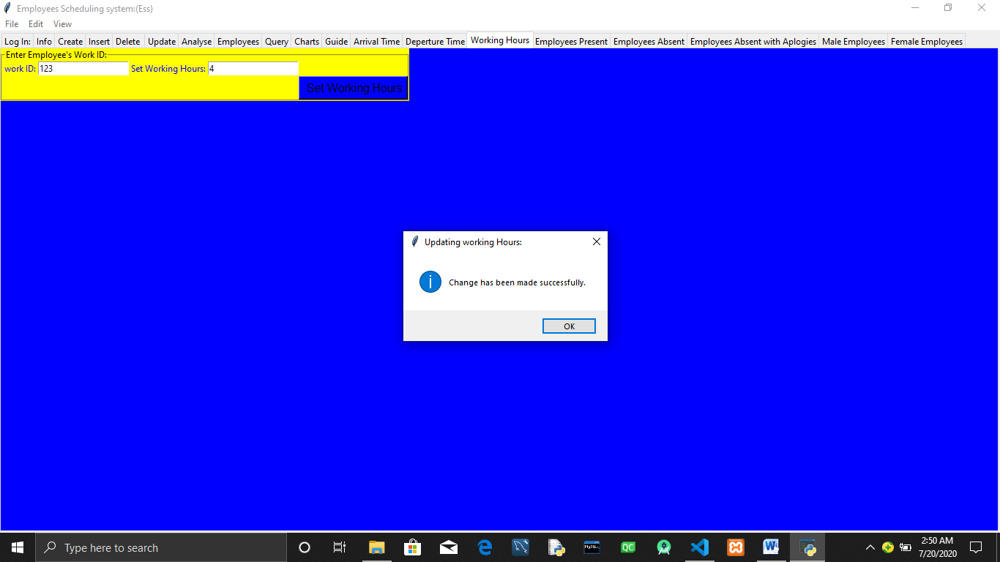 Employees Scheduling system:(Ess)
File Edit View
Log In: Info Create Insert Delete Update Analyse Employees Query Charts Guide Arrival Time Deperture Time Working Hours Employees Present Employees Absent Employees Absent with Aplogies Male Employees Female Employees
Enter Employee's Work ID:
work ID: 123 Set Working Hours: 4
Set Working Hours
Updating working Hours:
Change has been made successfully.
OK
Type here to search
MySQL
QC
W
2:50 AM
7/20/2020